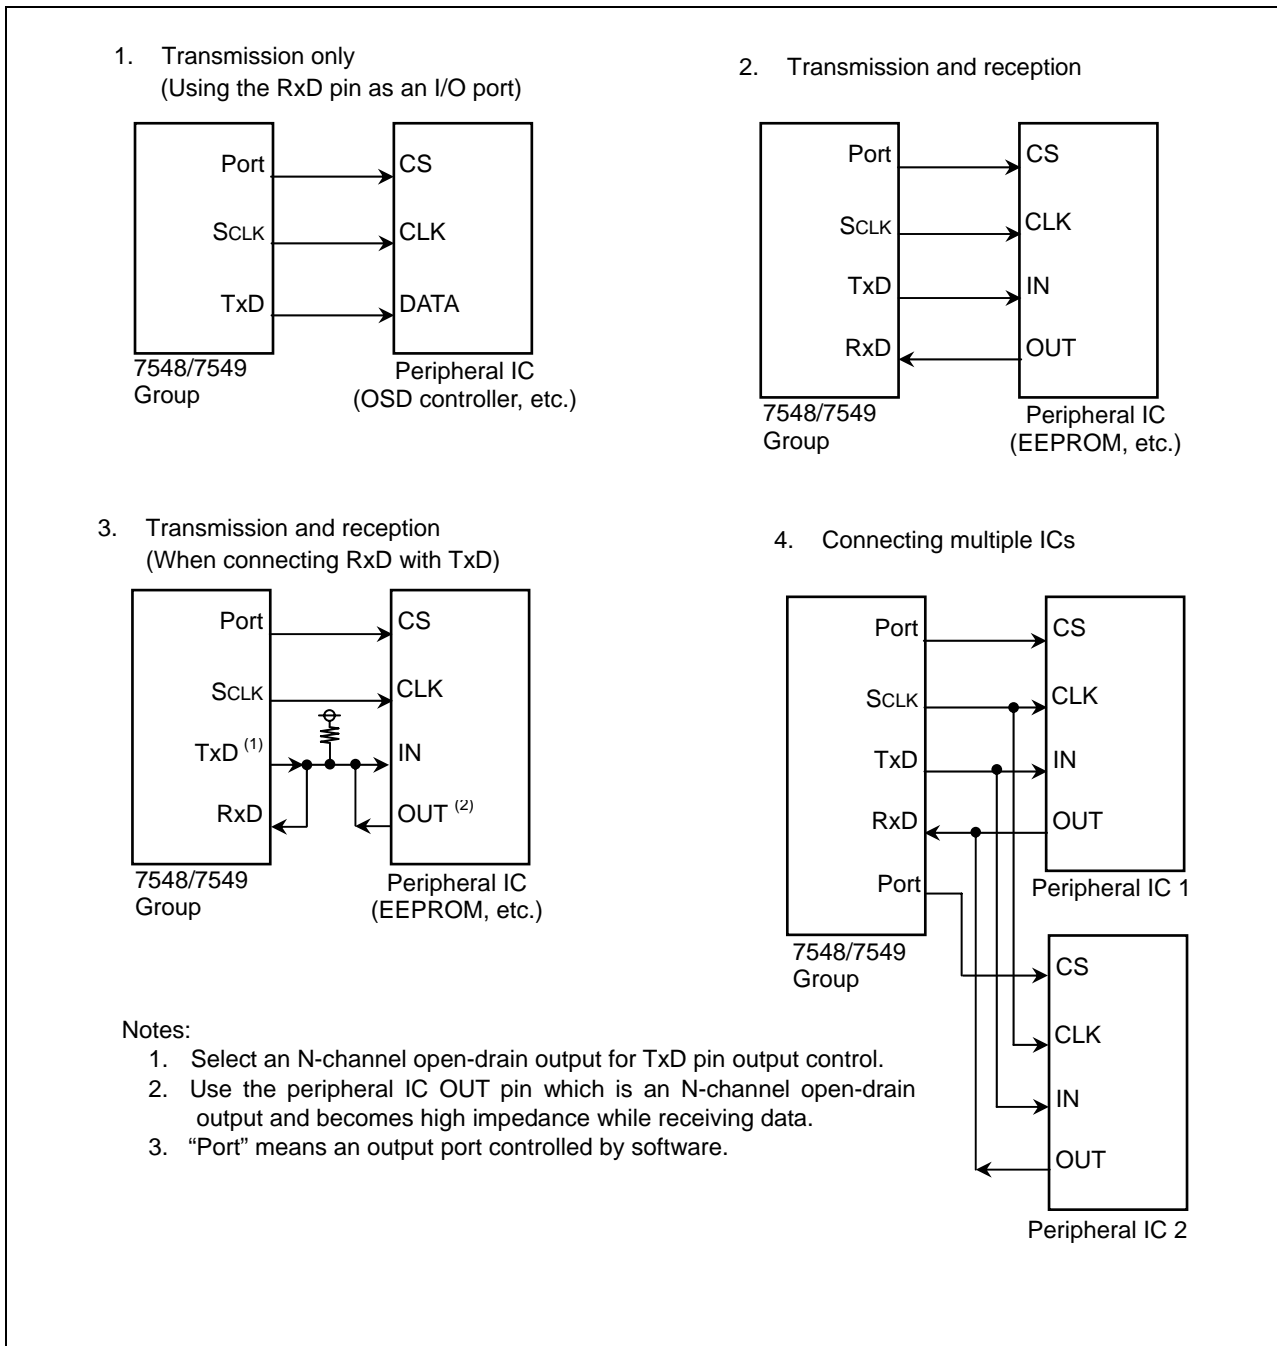 1. Transmission only
(Using the RxD pin as an I/O port)
Port
SCLK
TxD
CS
CLK
DATA
7548/7549
Group
Peripheral IC
(OSD controller, etc.)
2. Transmission and reception
Port
SCLK
TxD
RxD
CS
CLK
IN
OUT
7548/7549
Group
Peripheral IC
(EEPROM, etc.)
3. Transmission and reception
(When connecting RxD with TxD)
Port
SCLK
TxD (1)
RxD
CS
CLK
IN
OUT (2)
7548/7549
Group
Peripheral IC
(EEPROM, etc.)
4. Connecting multiple ICs
Port
SCLK
TxD
RxD
Port
CS
CLK
IN
OUT
Peripheral IC 1
7548/7549
Group
CS
CLK
IN
OUT
Peripheral IC 2
Notes:
1. Select an N-channel open-drain output for TxD pin output control.
2. Use the peripheral IC OUT pin which is an N-channel open-drain
output and becomes high impedance while receiving data.
3. “Port” means an output port controlled by software.